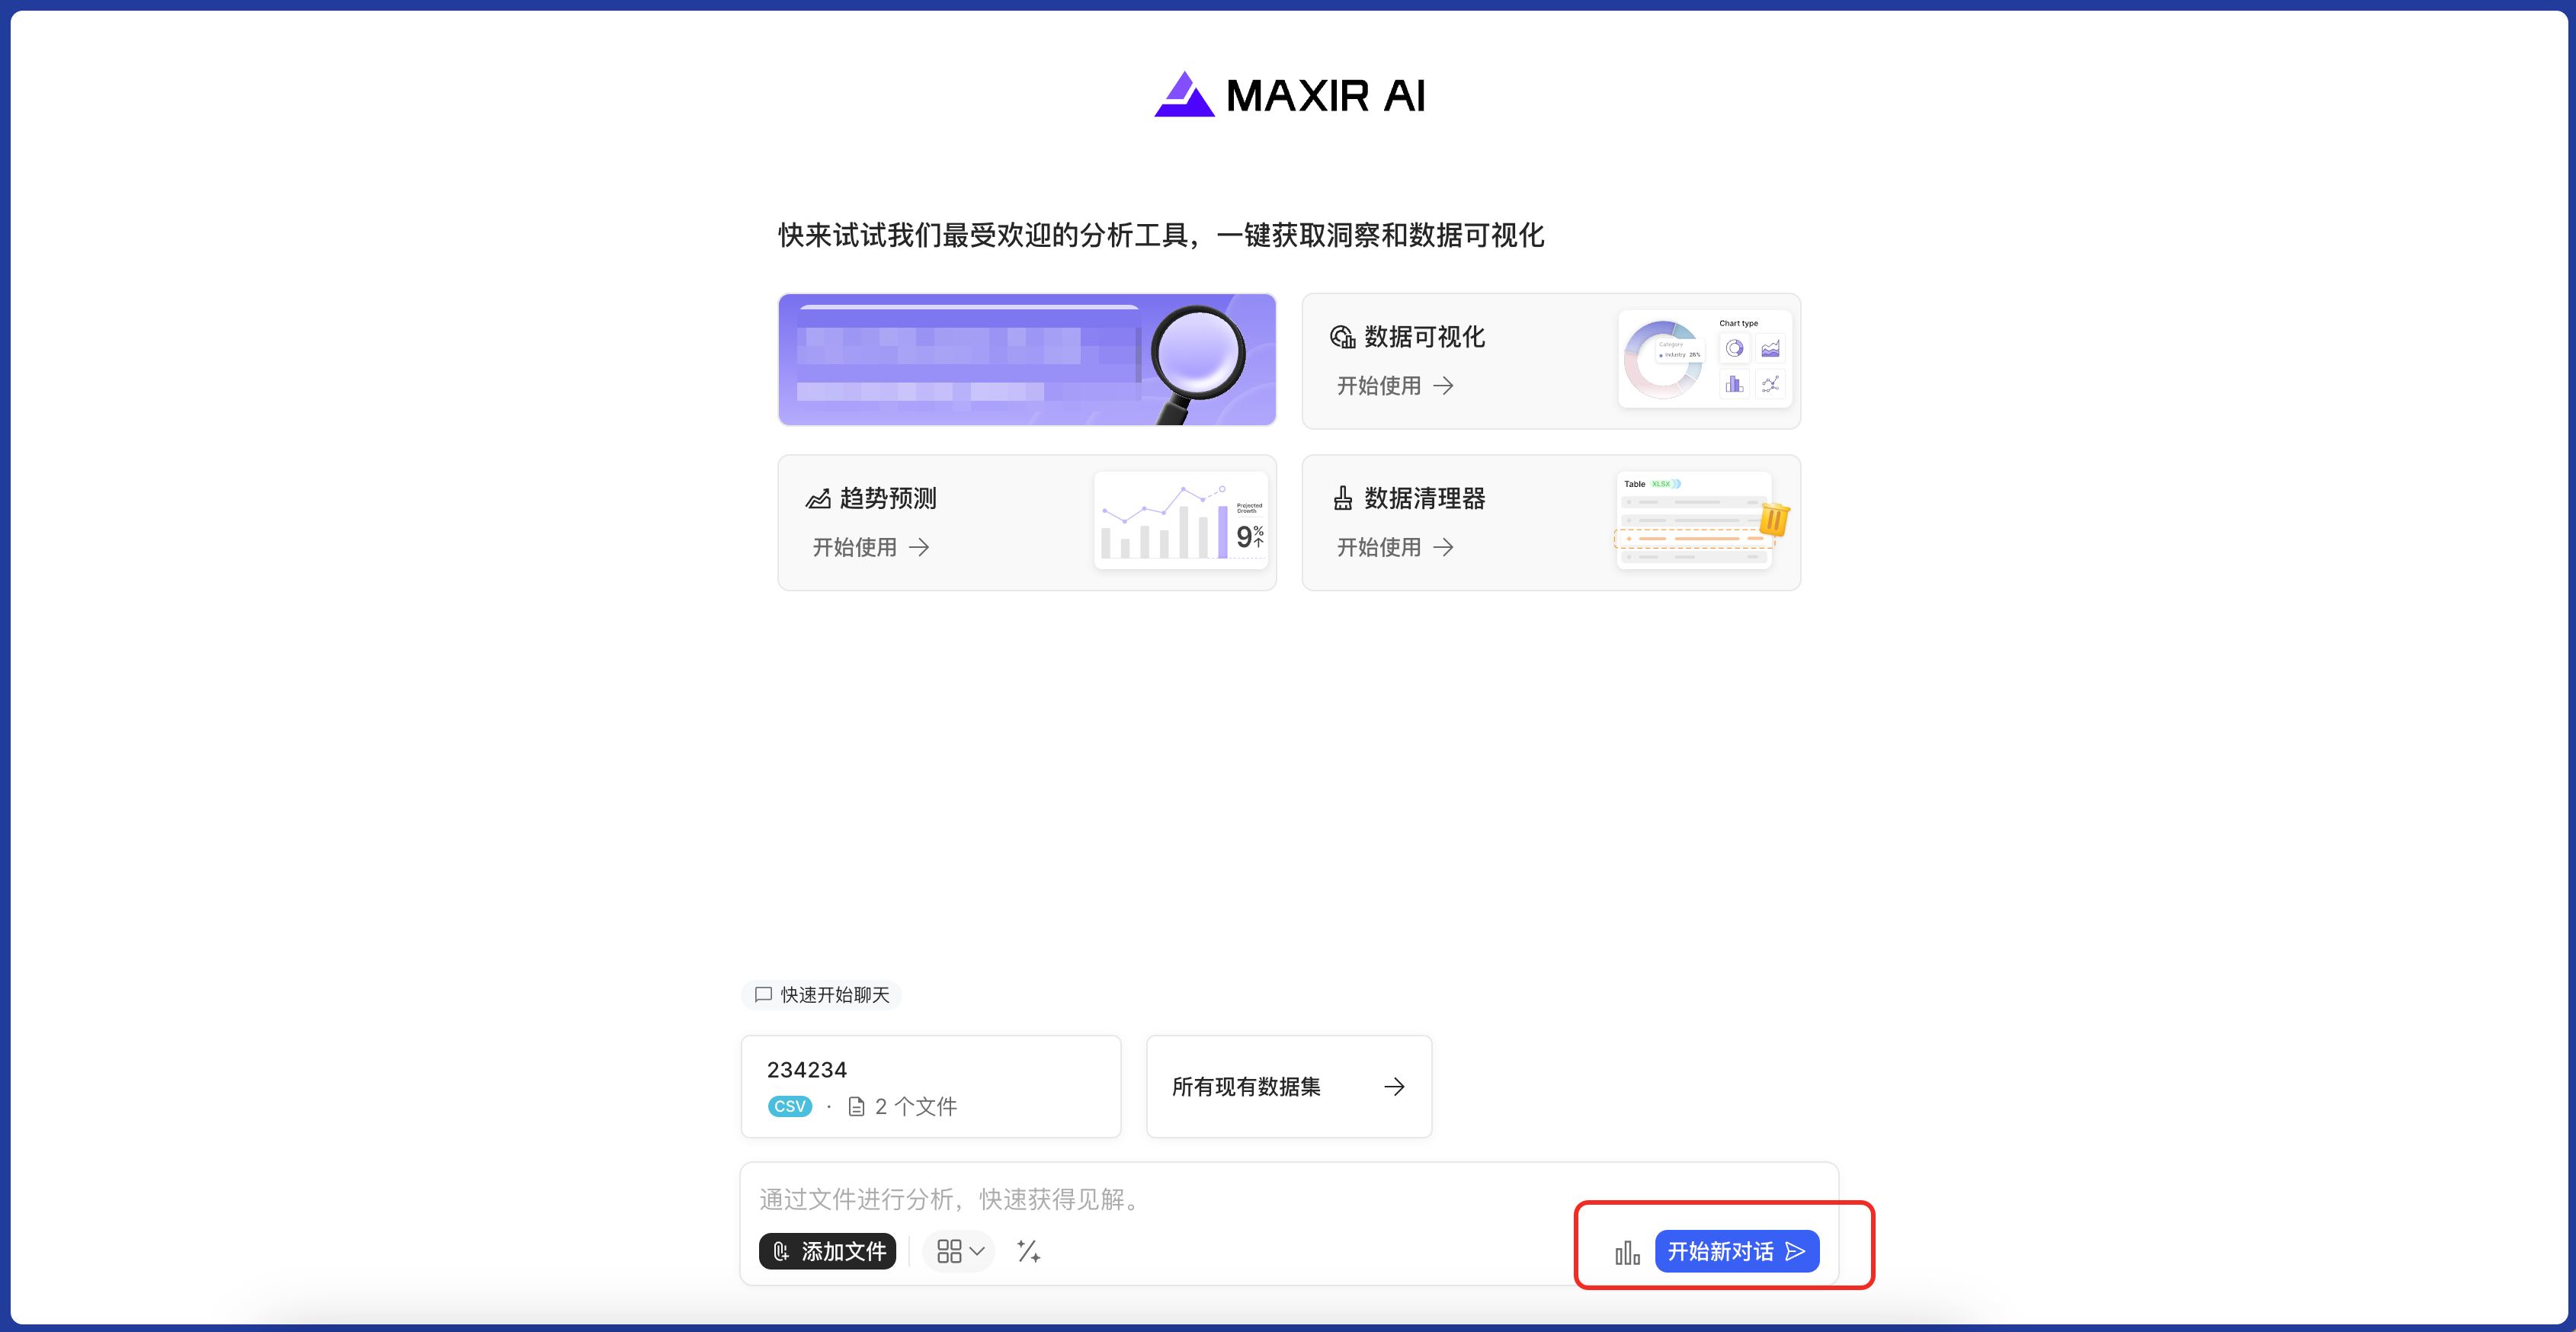 MAXIR AI
快来试试我们最受欢迎的分析工具，一键获取洞察和数据可视化
数据可视化
开始使用
Chart type
Category
Industry 26%
趋势预测
开始使用
Projected
Growth
9%
数据清理器
开始使用
Table XLSX
快速开始聊天
234234
CSV · 2 个文件
所有现有数据集
通过文件进行分析，快速获得见解。
添加文件
开始新对话